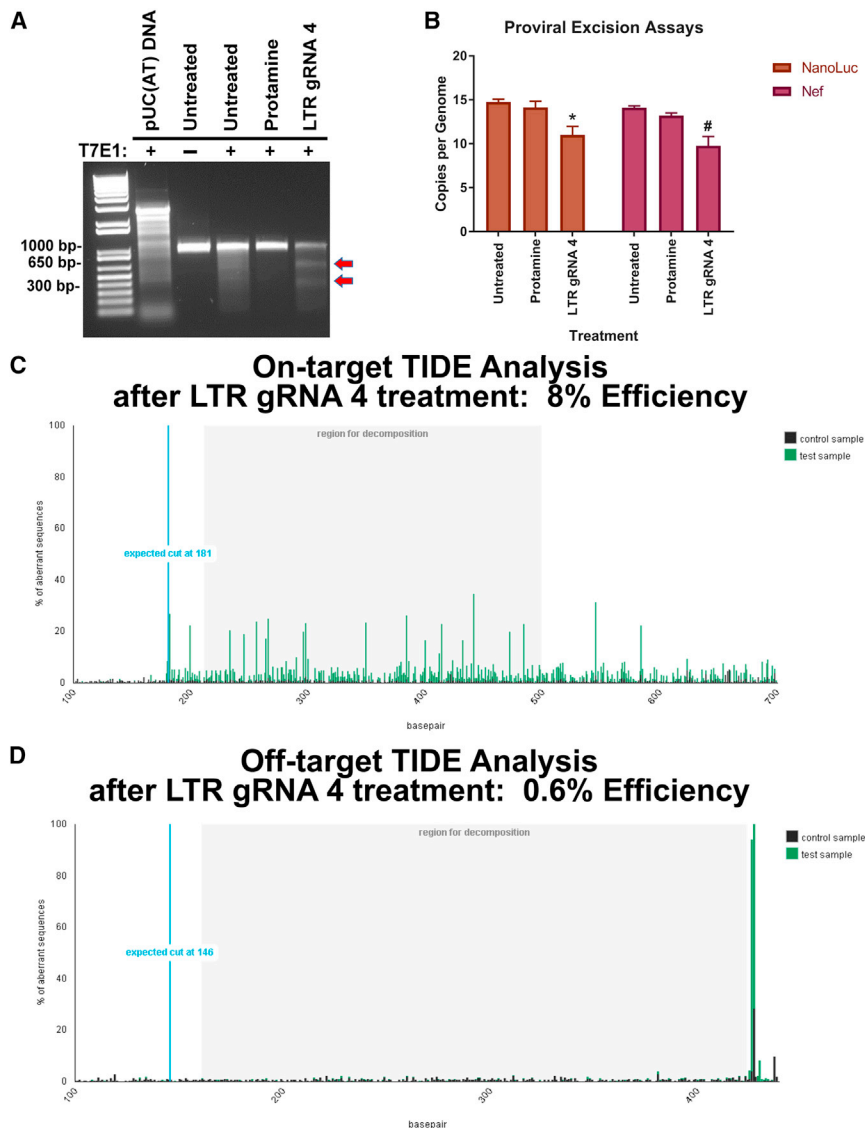 A
pUC(AT) DNA
Untreated
Untreated
Protamine
LTR gRNA 4
T7E1: + − + + +
1000 bp-
650 bp-
300 bp-
B
Proviral Excision Assays
NanoLuc
Nef
Copies per Genome
20
15
10
5
0
*
#
Untreated
Protamine
LTR gRNA 4
Untreated
Protamine
LTR gRNA 4
Treatment
C
On-target TIDE Analysis
after LTR gRNA 4 treatment: 8% Efficiency
region for decomposition
control sample
test sample
expected cut at 181
% of aberrant sequences
100
80
60
40
20
0
100 200 300 400 500 600 700
basepair
D
Off-target TIDE Analysis
after LTR gRNA 4 treatment: 0.6% Efficiency
region for decomposition
control sample
test sample
expected cut at 146
% of aberrant sequences
100
80
60
40
20
0
100 200 300 400
basepair